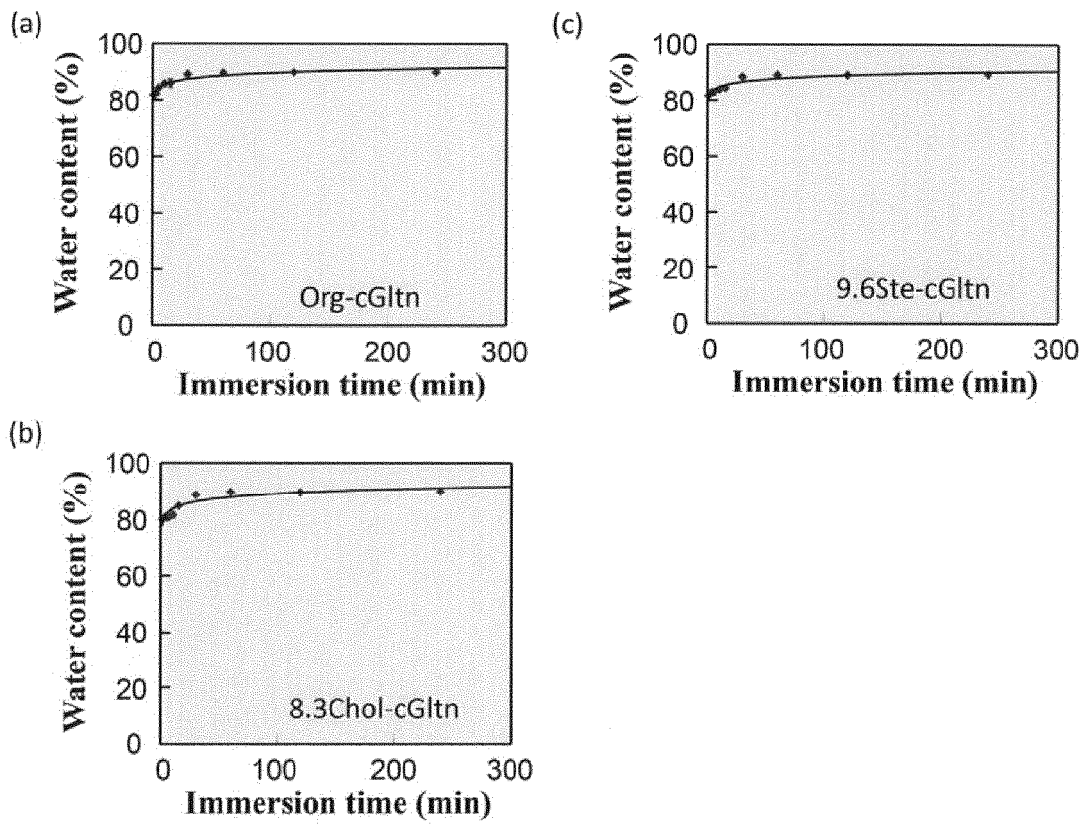 (a)
100
80
60
40
20
0
Water content (%)
Org-cGltn
0 100 200 300
Immersion time (min)
(c)
100
80
60
40
20
0
Water content (%)
9.6Ste-cGltn
0 100 200 300
Immersion time (min)
(b)
100
80
60
40
20
0
Water content (%)
8.3Chol-cGltn
0 100 200 300
Immersion time (min)